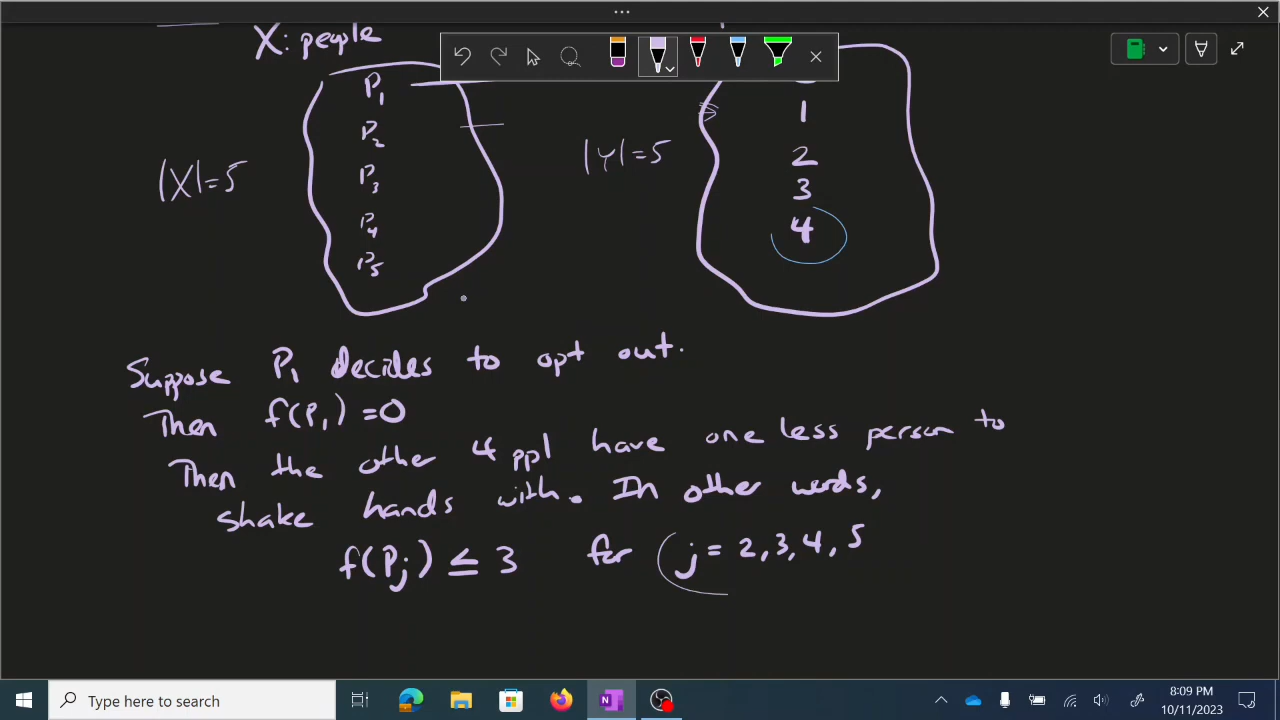 X: people
P1
P2
P3
P4
P5
|X|=5
|Y|=5
1
2
3
4
Suppose P1 decides to opt out.
Then f(P1)=0
Then the other 4 ppl have one less person to
shake hands with. In other words,
f(Pj) ≤ 3 for j = 2,3,4,5
Type here to search
8:09 PM
10/11/2023